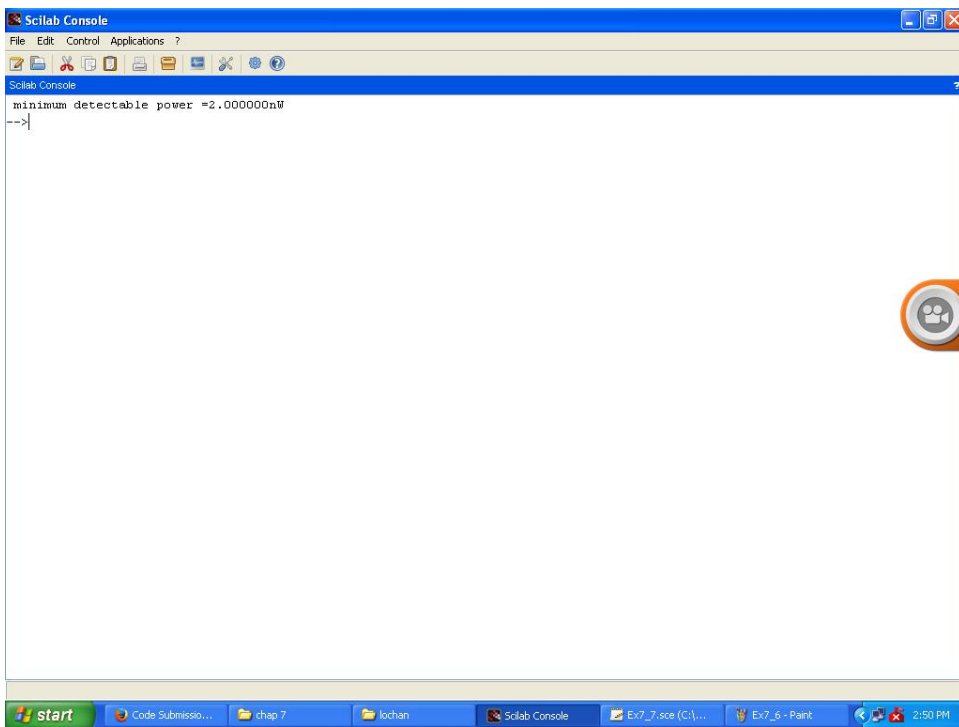 Scilab Console
File Edit Control Applications ?
Scilab Console ?
minimum detectable power =2.000000nW
-->
start Code Submissio... chap 7 lochan Scilab Console Ex7_7.sce (C:\... Ex7_6 - Paint 2:50 PM